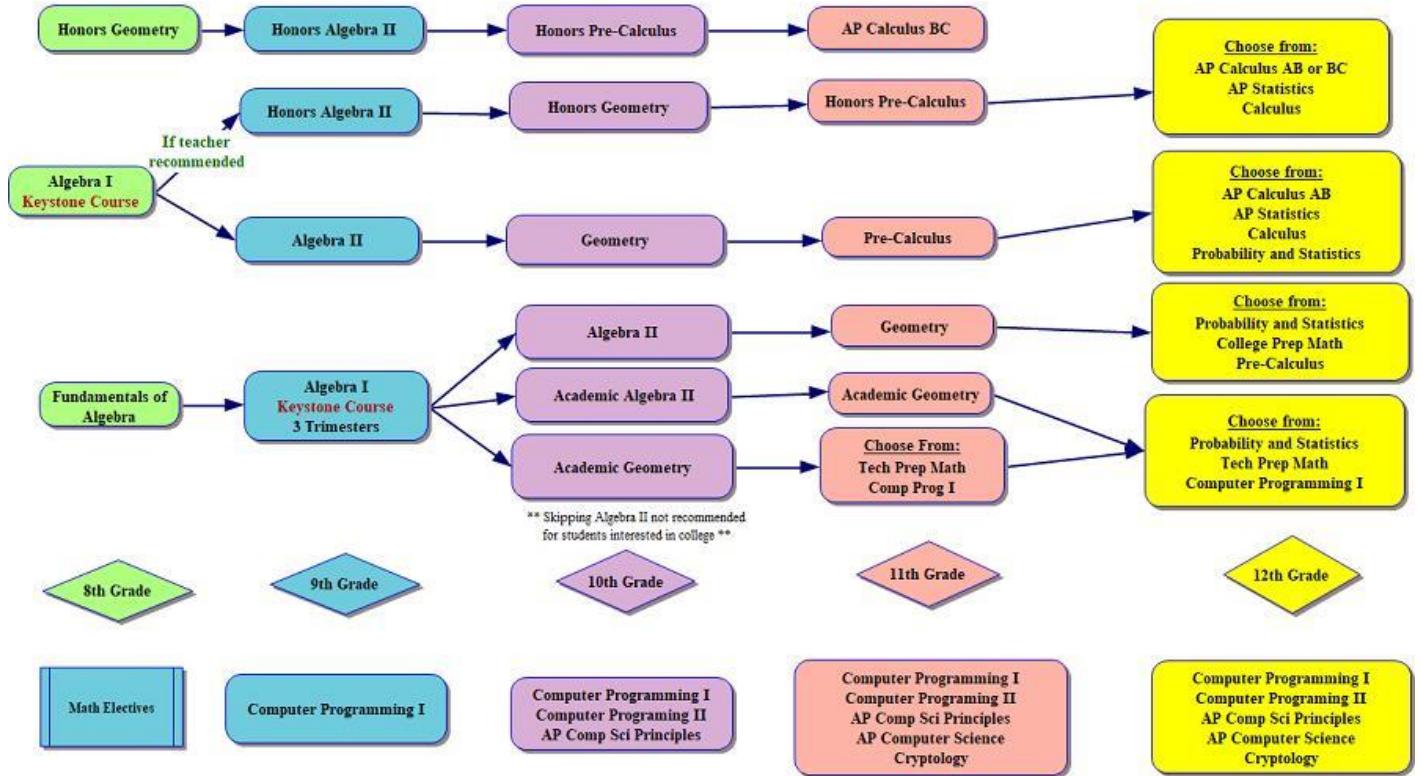 Honors Geometry
Honors Algebra II
Honors Pre-Calculus
AP Calculus BC
Choose from:
AP Calculus AB or BC
AP Statistics
Calculus
Honors Algebra II
Honors Geometry
Honors Pre-Calculus
If teacher
recommended
Algebra I
Keystone Course
Algebra II
Geometry
Pre-Calculus
Choose from:
AP Calculus AB
AP Statistics
Calculus
Probability and Statistics
Algebra II
Geometry
Choose from:
Probability and Statistics
College Prep Math
Pre-Calculus
Fundamentals of
Algebra
Algebra I
Keystone Course
3 Trimesters
Academic Algebra II
Academic Geometry
Academic Geometry
Choose From:
Tech Prep Math
Comp Prog I
Choose from:
Probability and Statistics
Tech Prep Math
Computer Programming I
** Skipping Algebra II not recommended
for students interested in college **
8th Grade
9th Grade
10th Grade
11th Grade
12th Grade
Math Electives
Computer Programming I
Computer Programming I
Computer Programing II
AP Comp Sci Principles
Computer Programming I
Computer Programing II
AP Comp Sci Principles
AP Computer Science
Cryptology
Computer Programming I
Computer Programing II
AP Comp Sci Principles
AP Computer Science
Cryptology